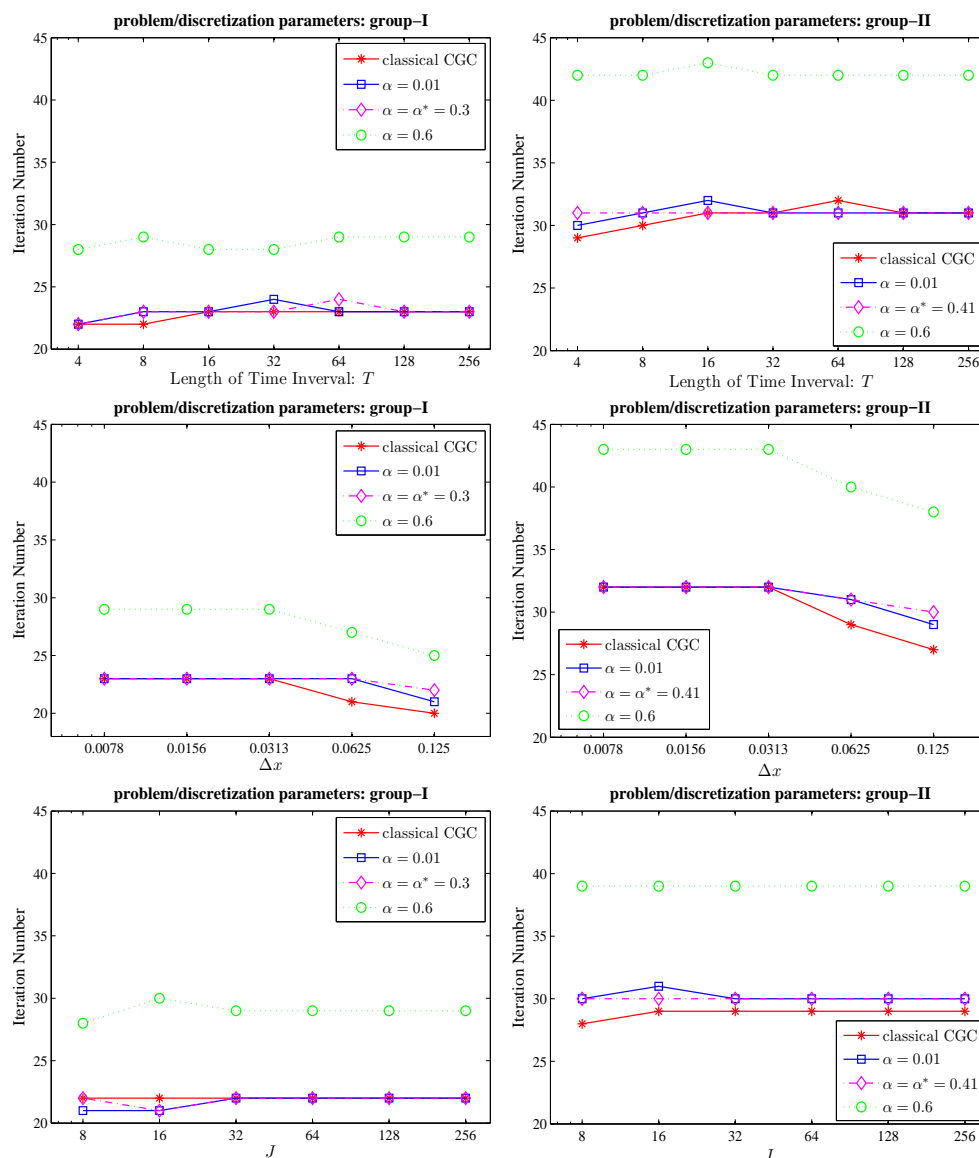 problem/discretization parameters: group−I
45
40
35
30
25
20
Iteration Number
classical CGC
α = 0.01
α = α* = 0.3
α = 0.6
4 8 16 32 64 128 256
Length of Time Inverval: T
problem/discretization parameters: group−II
45
40
35
30
25
20
Iteration Number
classical CGC
α = 0.01
α = α* = 0.41
α = 0.6
4 8 16 32 64 128 256
Length of Time Inverval: T
problem/discretization parameters: group−I
45
40
35
30
25
20
Iteration Number
classical CGC
α = 0.01
α = α* = 0.3
α = 0.6
0.0078 0.0156 0.0313 0.0625 0.125
Δx
problem/discretization parameters: group−II
45
40
35
30
25
20
Iteration Number
classical CGC
α = 0.01
α = α* = 0.41
α = 0.6
0.0078 0.0156 0.0313 0.0625 0.125
Δx
problem/discretization parameters: group−I
45
40
35
30
25
20
Iteration Number
classical CGC
α = 0.01
α = α* = 0.3
α = 0.6
8 16 32 64 128 256
J
problem/discretization parameters: group−II
45
40
35
30
25
20
Iteration Number
classical CGC
α = 0.01
α = α* = 0.41
α = 0.6
8 16 32 64 128 256